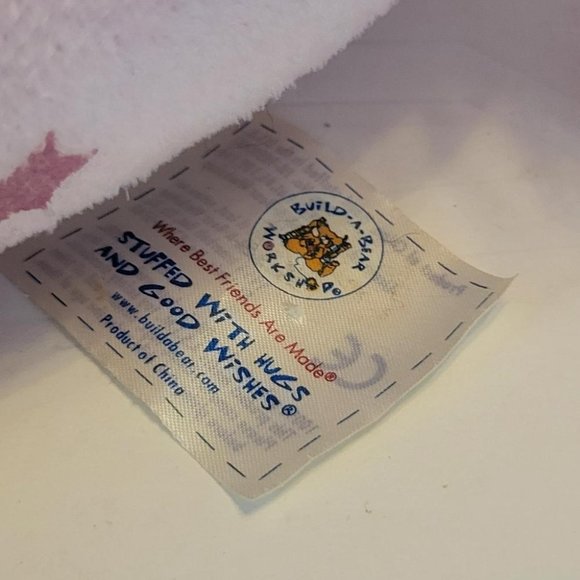 BUILD-A-BEAR
WORKSHOP®
Where Best Friends Are Made®
STUFFED WITH HUGS
AND GOOD WISHES®
www.buildabear.com
Product of China
CE